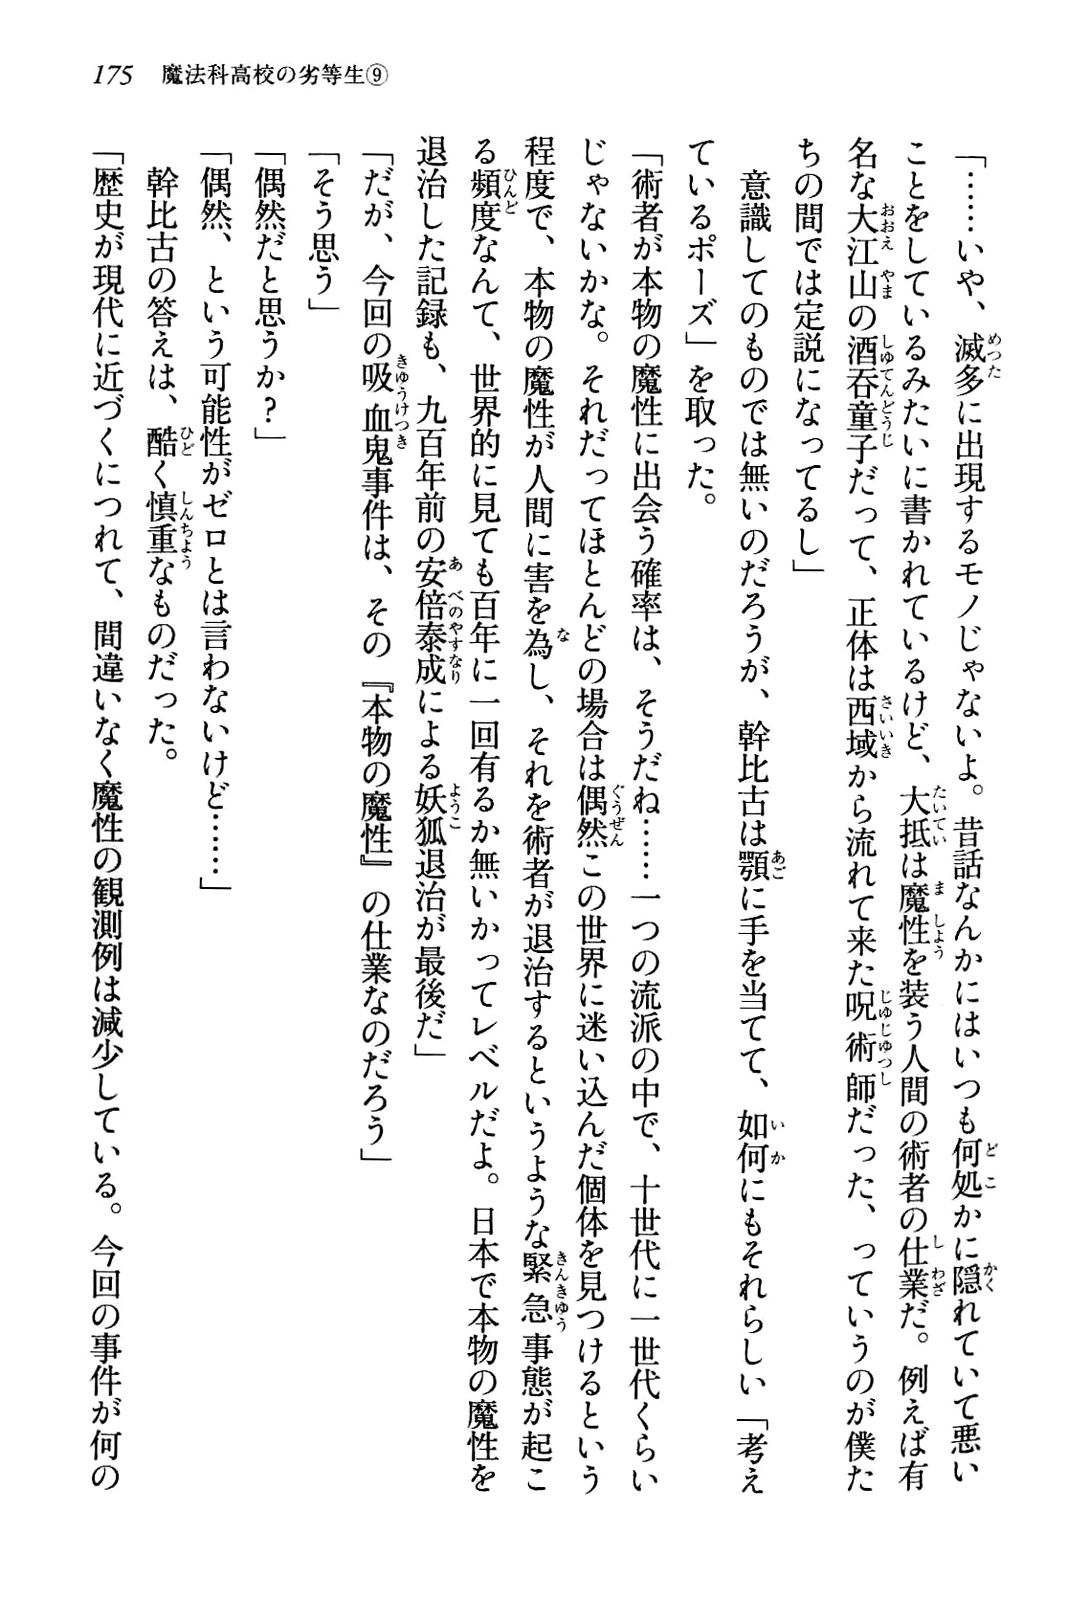 175　魔法科高校の劣等生⑨
「……いや、滅多に出現するモノじゃないよ。昔話なんかにはいつも何処かに隠れていて悪い
ことをしているみたいに書かれているけど、大抵は魔性を装う人間の術者の仕業だ。例えば有
名な大江山の酒呑童子だって、正体は西域から流れて来た呪術師だった、っていうのが僕た
ちの間では定説になってるし」
　意識してのものでは無いのだろうが、幹比古は顎に手を当てて、如何にもそれらしい「考え
ているポーズ」を取った。
「術者が本物の魔性に出会う確率は、そうだね……一つの流派の中で、十世代に一世代くらい
じゃないかな。それだってほとんどの場合は偶然この世界に迷い込んだ個体を見つけるという
程度で、本物の魔性が人間に害を為し、それを術者が退治するというような緊急事態が起こ
る頻度なんて、世界的に見ても百年に一回有るか無いかってレベルだよ。日本で本物の魔性を
退治した記録も、九百年前の安倍泰成による妖狐退治が最後だ」
「だが、今回の吸血鬼事件は、その『本物の魔性』の仕業なのだろう」
「そう思う」
「偶然だと思うか？」
「偶然、という可能性がゼロとは言わないけど……」
　幹比古の答えは、酷く慎重なものだった。
「歴史が現代に近づくにつれて、間違いなく魔性の観測例は減少している。今回の事件が何の